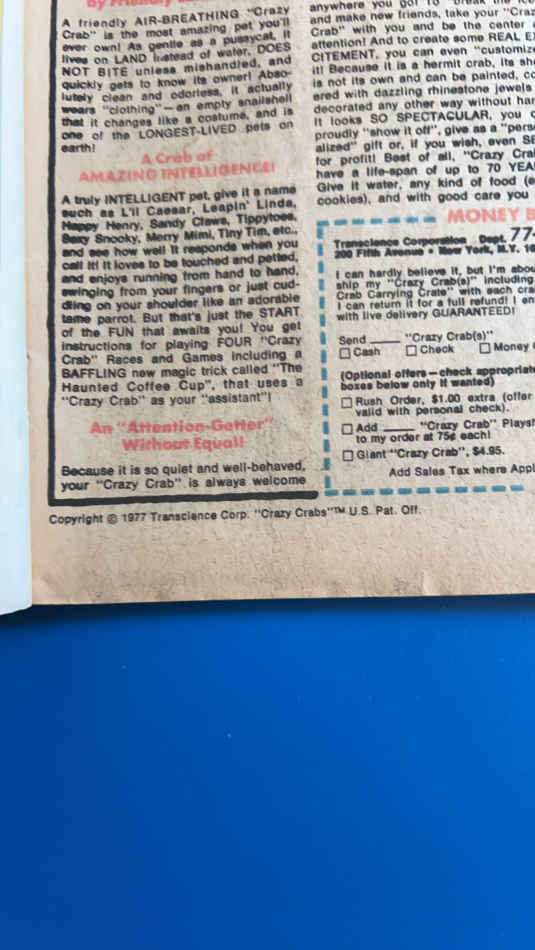 A friendly AIR-BREATHING "Crazy
Crab" is the most amazing pet you'll
ever own! As gentle as a pussycat, it
lives on LAND instead of water, DOES
NOT BITE unless mishandled, and
quickly gets to know its owner! Abso-
lutely clean and odorless, it actually
wears "clothing"—an empty snailshell
that it changes like a costume, and is
one of the LONGEST-LIVED pets on
earth!
A Crab of
AMAZING INTELLIGENCE!
A truly INTELLIGENT pet, give it a name
such as L'il Caesar, Leapin' Linda,
Happy Henry, Sandy Claws, Tippytoes,
Sexy Snooky, Merry Mimi, Tiny Tim, etc.,
and see how well it responds when you
call it! It loves to be touched and petted,
and enjoys running from hand to hand,
swinging from your fingers or just cud-
dling on your shoulder like an adorable
tame parrot. But that's just the START
of the FUN that awaits you! You get
instructions for playing FOUR "Crazy
Crab" Races and Games including a
BAFFLING new magic trick called "The
Haunted Coffee Cup", that uses a
"Crazy Crab" as your "assistant"!
An "Attention-Getter"
Without Equal!
Because it is so quiet and well-behaved,
your "Crazy Crab" is always welcome
anywhere you go! To "break the ice
and make new friends, take your "Craz
Crab" with you and be the center
attention! And to create some REAL E
CITEMENT, you can even "customize
it! Because it is a hermit crab, its she
is not its own and can be painted, co
ered with dazzling rhinestone jewels
decorated any other way without har
It looks SO SPECTACULAR, you c
proudly "show it off", give as a "pers
alized" gift or, if you wish, even SE
for profit! Best of all, "Crazy Cra
have a life-span of up to 70 YEA
Give it water, any kind of food (e
cookies), and with good care you
MONEY B
Transcience Corporation Dept. 77-
200 Fifth Avenue • New York, N.Y. 10
I can hardly believe it, but I'm abou
ship my "Crazy Crab(s)" including
Crab Carrying Crate" with each cra
I can return it for a full refund! I en
with live delivery GUARANTEED!
Send "Crazy Crab(s)"
Cash Check Money
(Optional offers—check appropriate
boxes below only if wanted)
Rush Order, $1.00 extra (offer
valid with personal check).
Add "Crazy Crab" Playsh
to my order at 75¢ each!
Giant "Crazy Crab", $4.95.
Add Sales Tax where Appl
Copyright © 1977 Transcience Corp. "Crazy Crabs"™ U.S. Pat. Off.